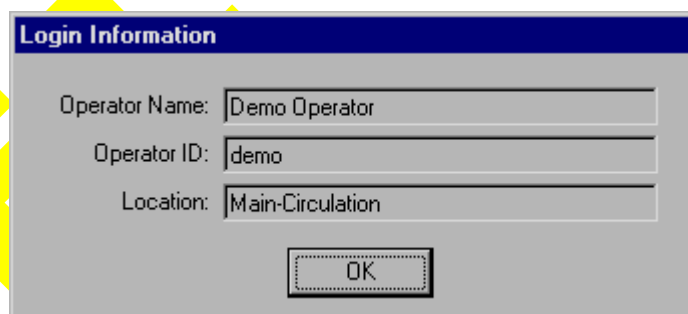 Login Information
Operator Name: Demo Operator
Operator ID: demo
Location: Main-Circulation
OK